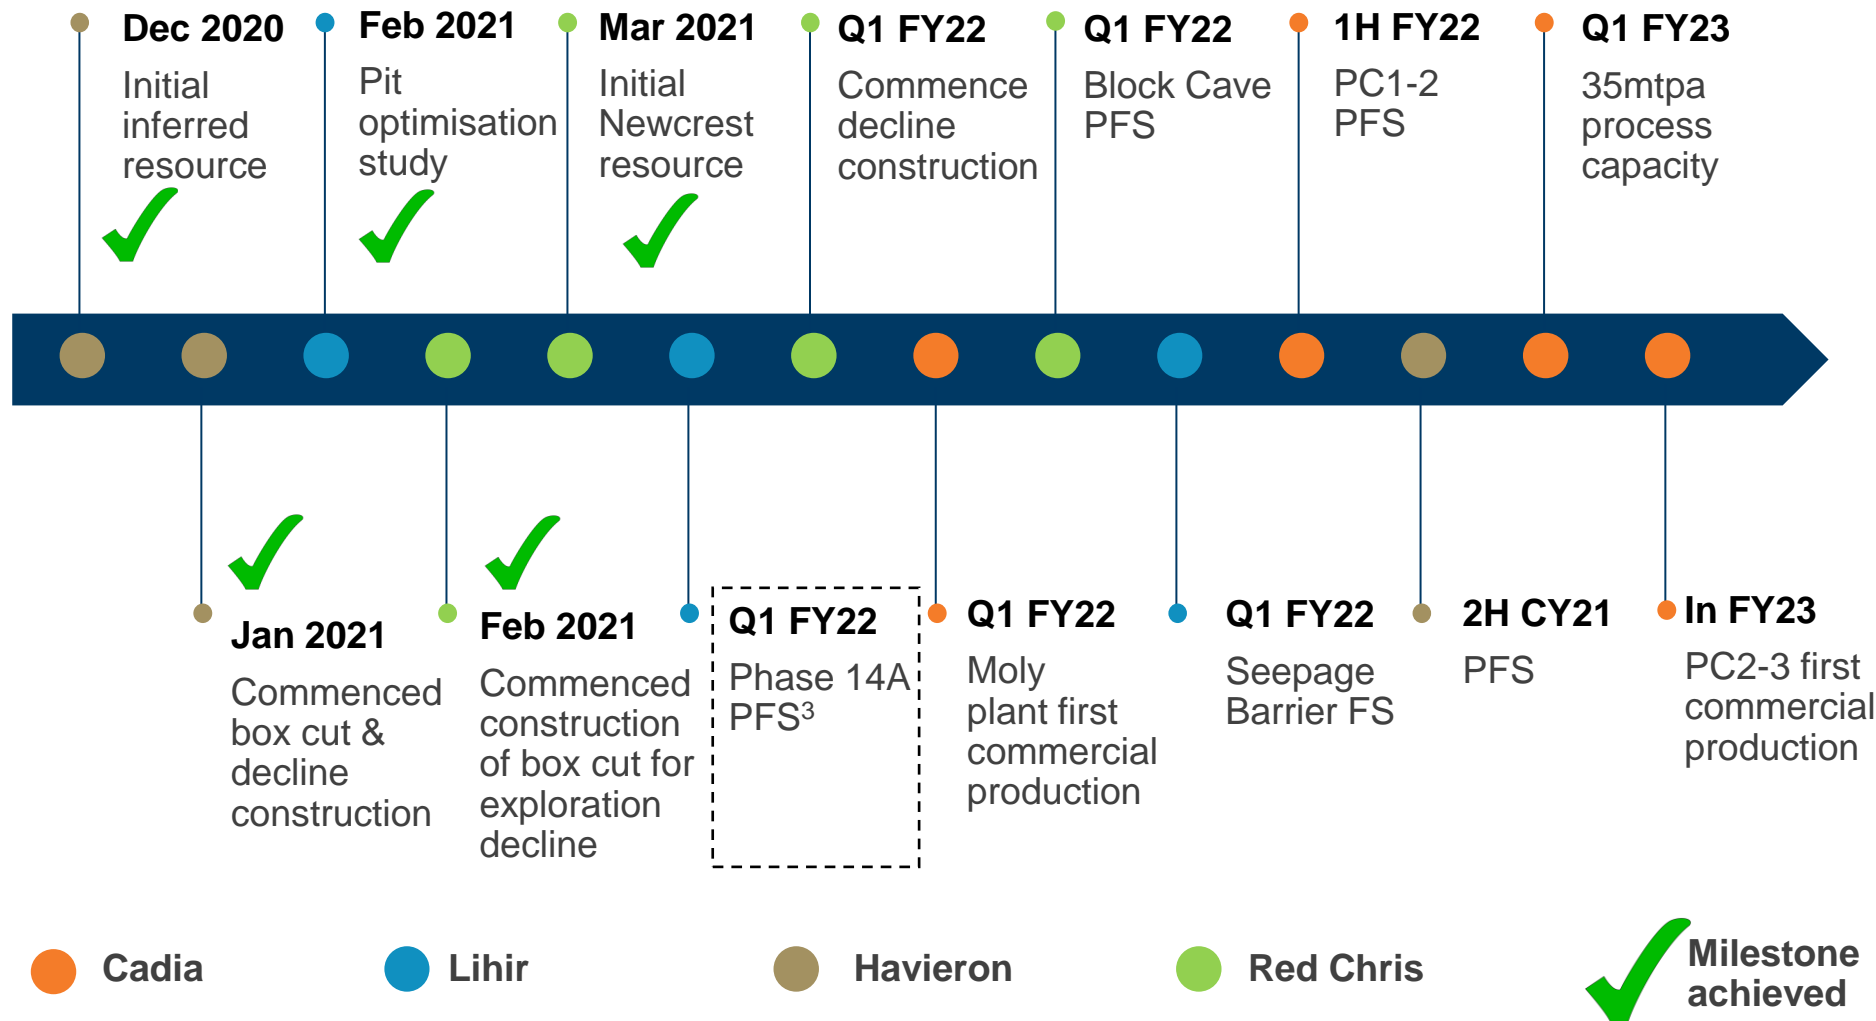 Dec 2020
Initial
inferred
resource
Feb 2021
Pit
optimisation
study
Mar 2021
Initial
Newcrest
resource
Q1 FY22
Commence
decline
construction
Q1 FY22
Block Cave
PFS
1H FY22
PC1-2
PFS
Q1 FY23
35mtpa
process
capacity
Jan 2021
Commenced
box cut &
decline
construction
Feb 2021
Commenced
construction
of box cut for
exploration
decline
Q1 FY22
Phase 14A
PFS³
Q1 FY22
Moly
plant first
commercial
production
Q1 FY22
Seepage
Barrier FS
2H CY21
PFS
In FY23
PC2-3 first
commercial
production
Cadia
Lihir
Havieron
Red Chris
Milestone
achieved